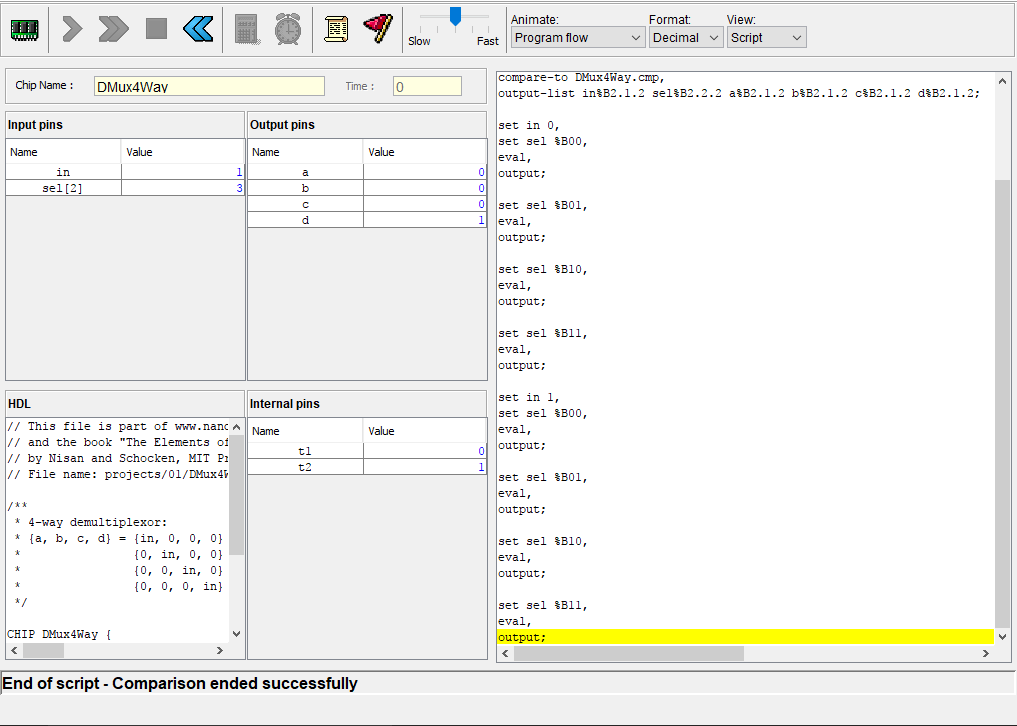 Slow
Fast
Animate:
Program flow
Format:
Decimal
View:
Script
Chip Name :
DMux4Way
Time :
0
Input pins
Name Value
in 1
sel[2] 3
Output pins
Name Value
a 0
b 0
c 0
d 1
HDL
// This file is part of www.nand
// and the book "The Elements of
// by Nisan and Schocken, MIT Pr
// File name: projects/01/DMux4W
/**
* 4-way demultiplexor:
* {a, b, c, d} = {in, 0, 0, 0}
* {0, in, 0, 0}
* {0, 0, in, 0}
* {0, 0, 0, in}
*/
CHIP DMux4Way {
Internal pins
Name Value
t1 0
t2 1
compare-to DMux4Way.cmp,
output-list in%B2.1.2 sel%B2.2.2 a%B2.1.2 b%B2.1.2 c%B2.1.2 d%B2.1.2;
set in 0,
set sel %B00,
eval,
output;
set sel %B01,
eval,
output;
set sel %B10,
eval,
output;
set sel %B11,
eval,
output;
set in 1,
set sel %B00,
eval,
output;
set sel %B01,
eval,
output;
set sel %B10,
eval,
output;
set sel %B11,
eval,
output;
End of script - Comparison ended successfully